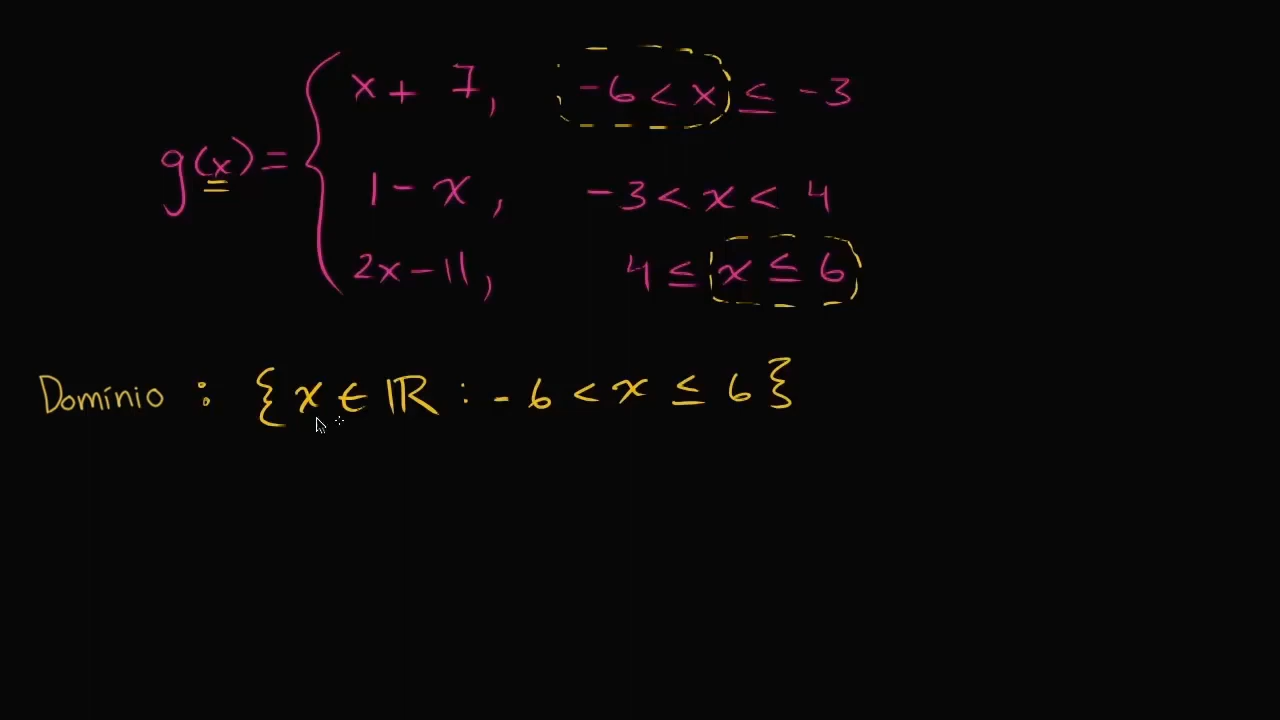 x + 7, -6 < x ≤ -3
g(x) = { 1 - x, -3 < x < 4
2x - 11, 4 ≤ x ≤ 6
Domínio : {x ∈ ℝ : -6 < x ≤ 6}